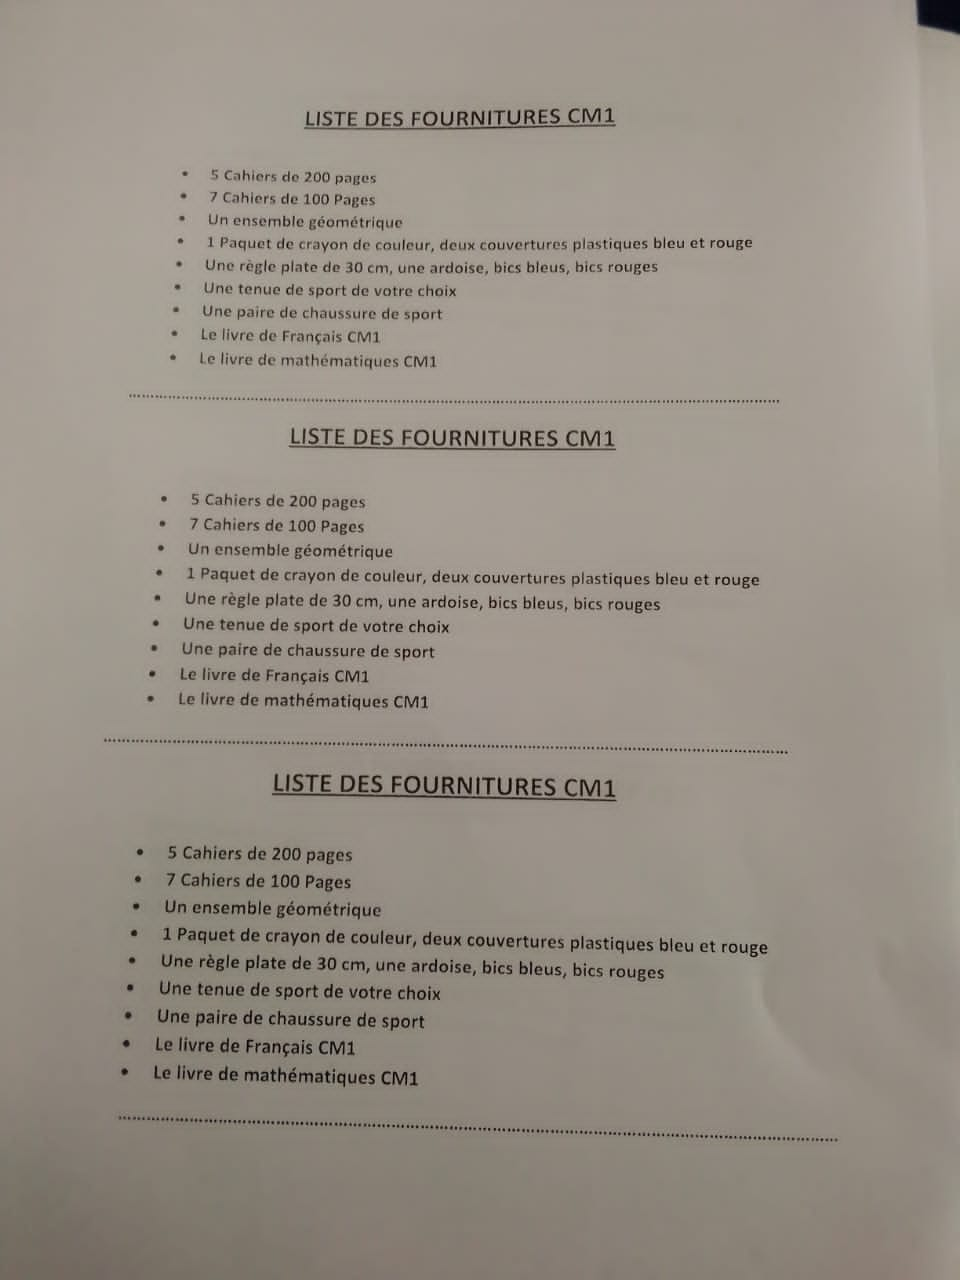 LISTE DES FOURNITURES CM1
• 5 Cahiers de 200 pages
• 7 Cahiers de 100 Pages
• Un ensemble géométrique
• 1 Paquet de crayon de couleur, deux couvertures plastiques bleu et rouge
• Une règle plate de 30 cm, une ardoise, bics bleus, bics rouges
• Une tenue de sport de votre choix
• Une paire de chaussure de sport
• Le livre de Français CM1
• Le livre de mathématiques CM1
LISTE DES FOURNITURES CM1
• 5 Cahiers de 200 pages
• 7 Cahiers de 100 Pages
• Un ensemble géométrique
• 1 Paquet de crayon de couleur, deux couvertures plastiques bleu et rouge
• Une règle plate de 30 cm, une ardoise, bics bleus, bics rouges
• Une tenue de sport de votre choix
• Une paire de chaussure de sport
• Le livre de Français CM1
• Le livre de mathématiques CM1
LISTE DES FOURNITURES CM1
• 5 Cahiers de 200 pages
• 7 Cahiers de 100 Pages
• Un ensemble géométrique
• 1 Paquet de crayon de couleur, deux couvertures plastiques bleu et rouge
• Une règle plate de 30 cm, une ardoise, bics bleus, bics rouges
• Une tenue de sport de votre choix
• Une paire de chaussure de sport
• Le livre de Français CM1
• Le livre de mathématiques CM1